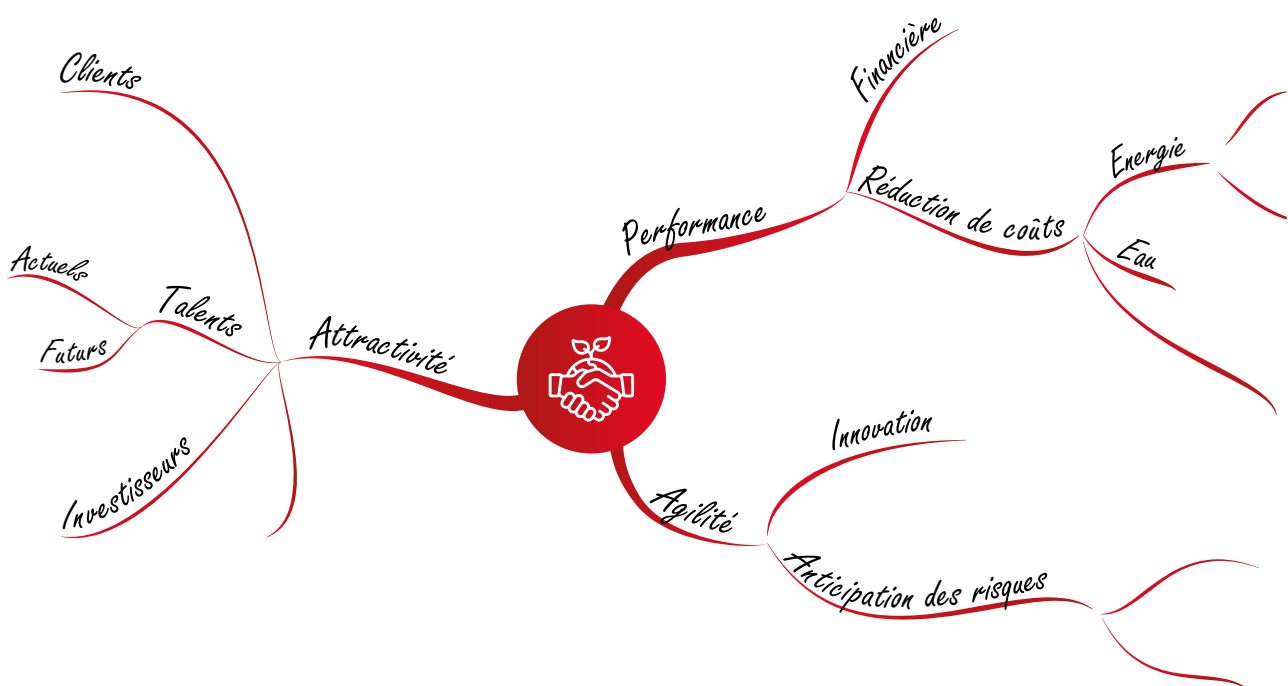 Clients
Actuels
Talents
Futurs
Attractivité
Investisseurs
Performance
Financière
Réduction de coûts
Energie
Eau
Agilité
Innovation
Anticipation des risques